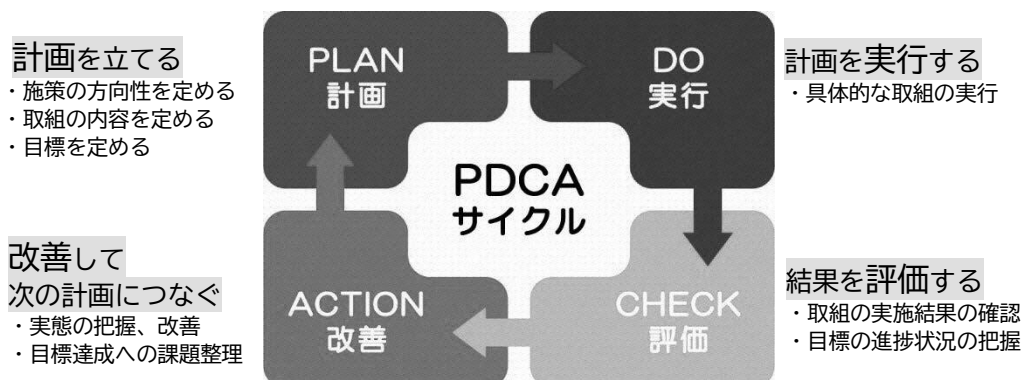 計画を立てる
・施策の方向性を定める
・取組の内容を定める
・目標を定める
PLAN
計画
DO
実行
計画を実行する
・具体的な取組の実行
PDCA
サイクル
改善して
次の計画につなぐ
・実態の把握、改善
・目標達成への課題整理
ACTION
改善
CHECK
評価
結果を評価する
・取組の実施結果の確認
・目標の進捗状況の把握